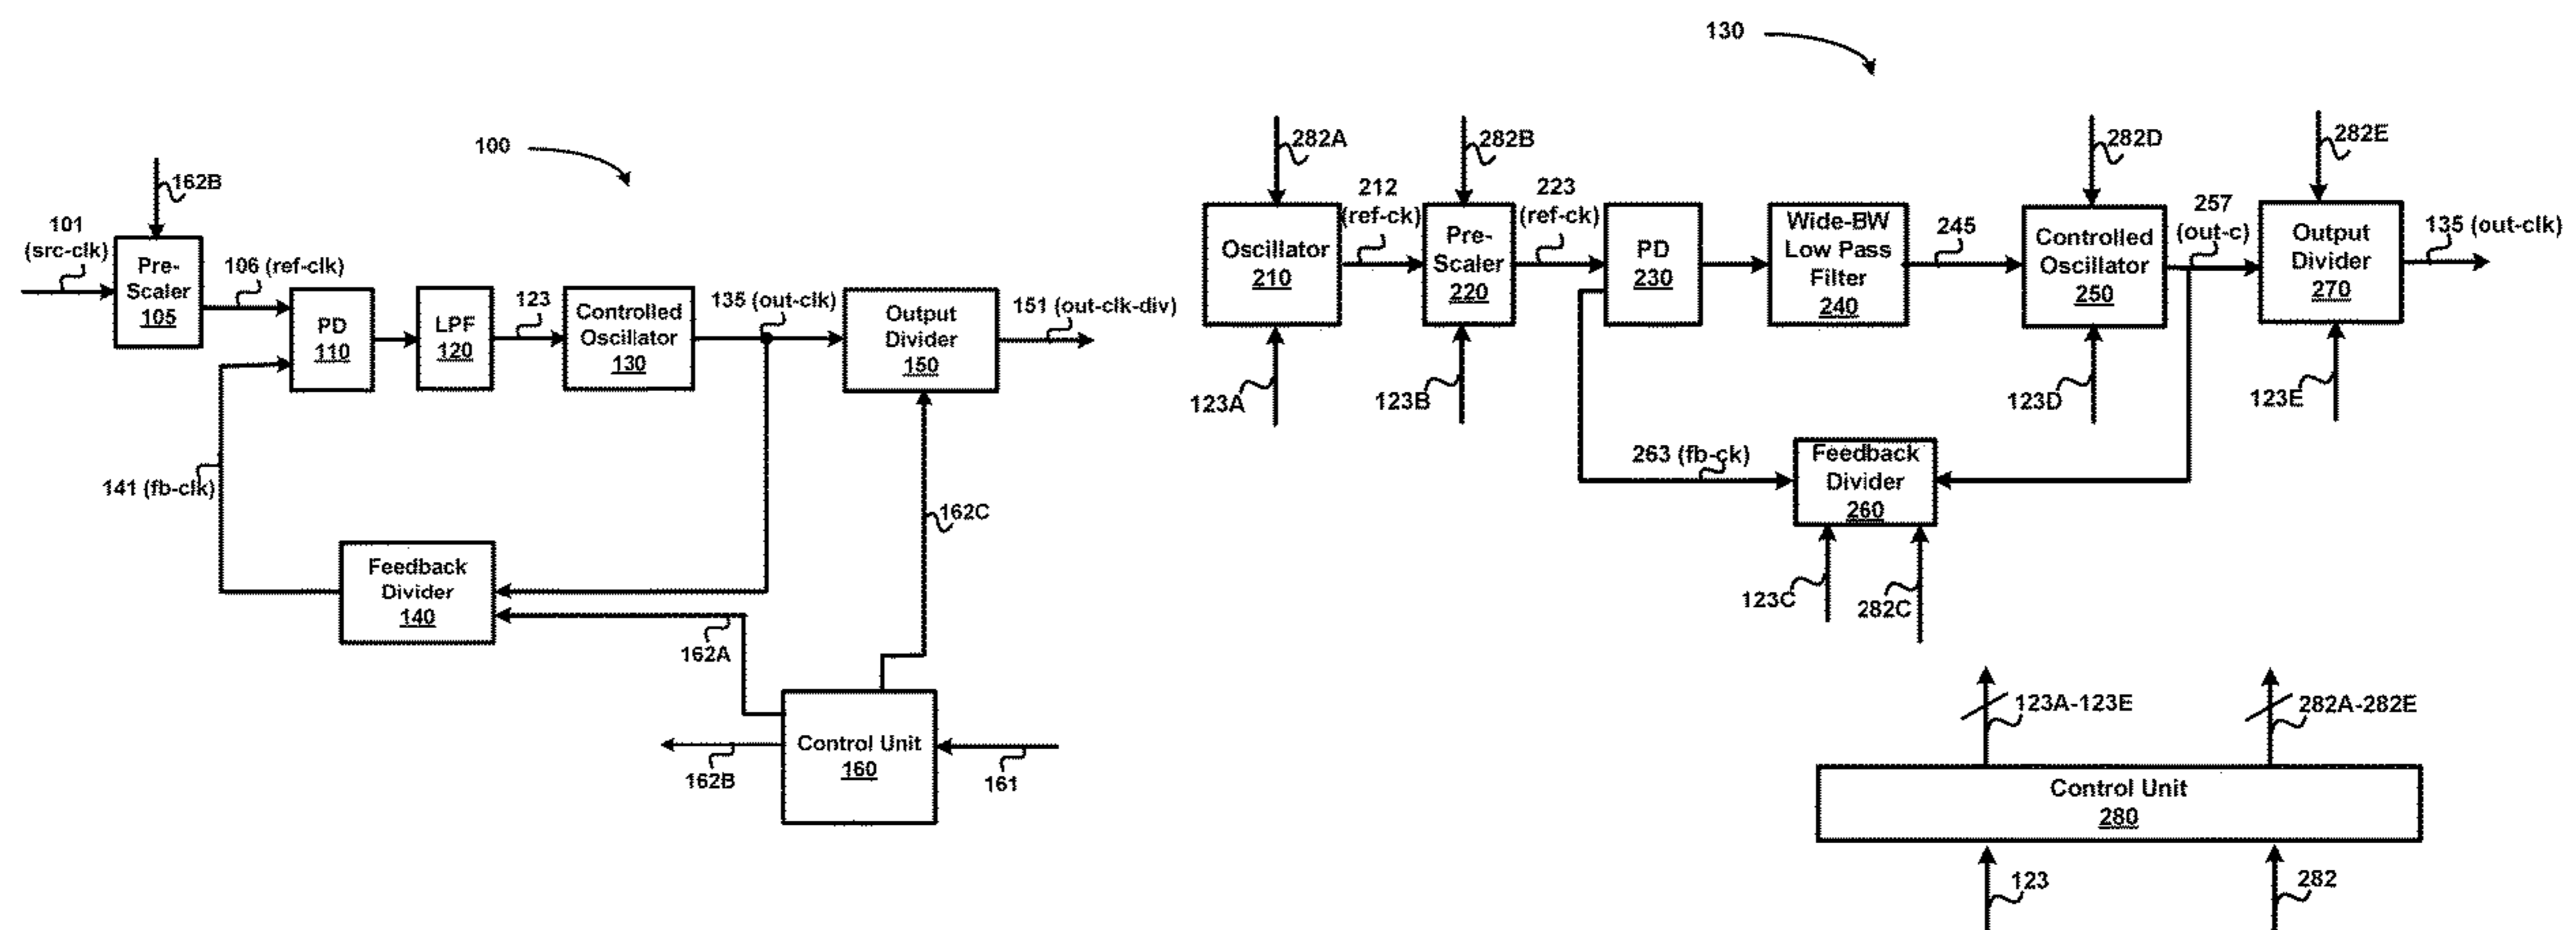 100
162B
101
(src-clk)
Pre-
Scaler
105
106 (ref-clk)
PD
110
LPF
120
123
Controlled
Oscillator
130
135 (out-clk)
Output
Divider
150
151 (out-clk-div)
141 (fb-clk)
Feedback
Divider
140
162C
162A
162B
Control Unit
160
161
130
282A
282B
282D
282E
Oscillator
210
212
(ref-ck)
Pre-
Scaler
220
223
(ref-ck)
PD
230
Wide-BW
Low Pass
Filter
240
245
Controlled
Oscillator
250
257
(out-c)
Output
Divider
270
135 (out-clk)
123A
123B
123D
123E
263 (fb-ck)
Feedback
Divider
260
123C
282C
123A-123E
282A-282E
Control Unit
280
123
282